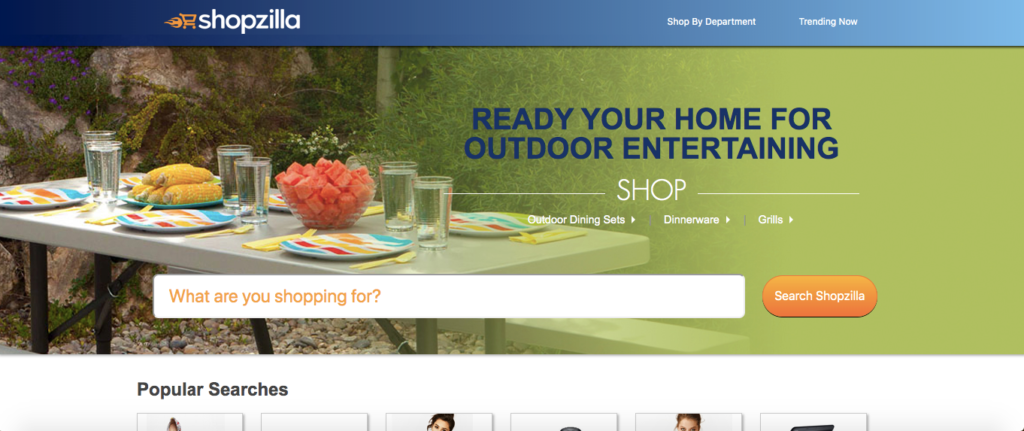 shopzilla
Shop By Department
Trending Now
READY YOUR HOME FOR
OUTDOOR ENTERTAINING
SHOP
Outdoor Dining Sets
|
Dinnerware
|
Grills
What are you shopping for?
Search Shopzilla
Popular Searches